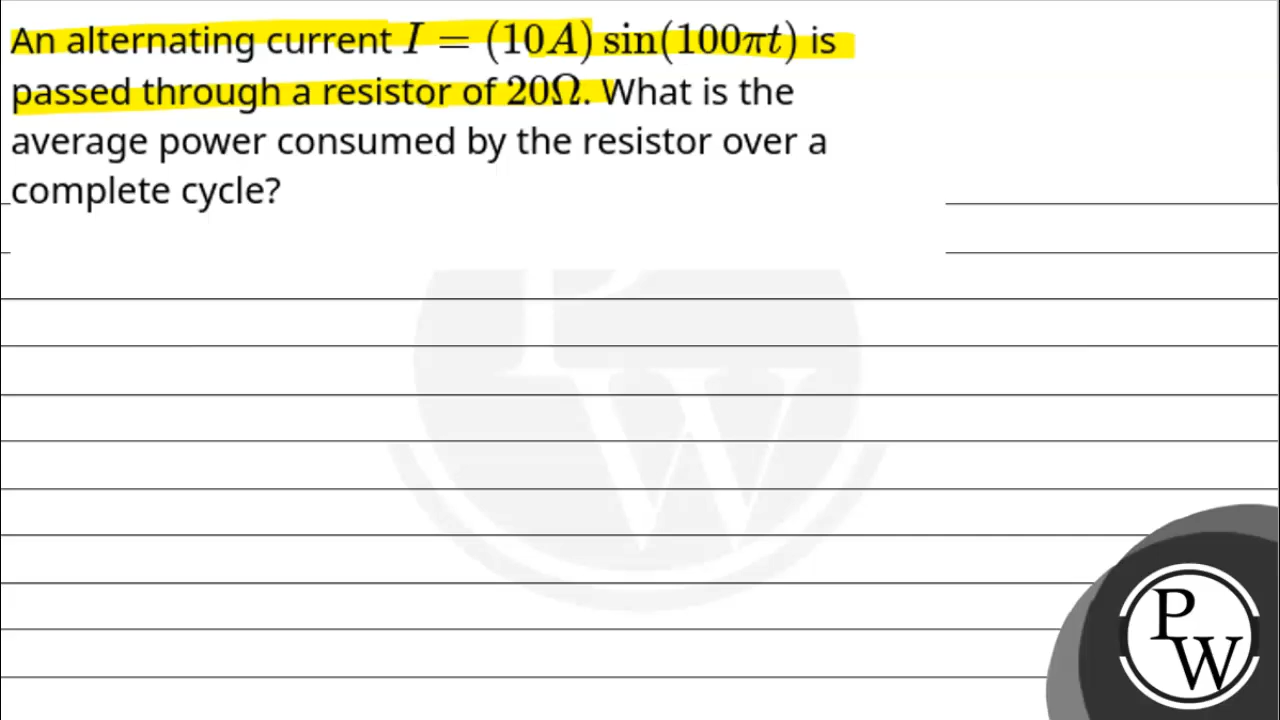 An alternating current I = (10A) sin(100πt) is
passed through a resistor of 20Ω. What is the
average power consumed by the resistor over a
complete cycle?
P
W
P
W